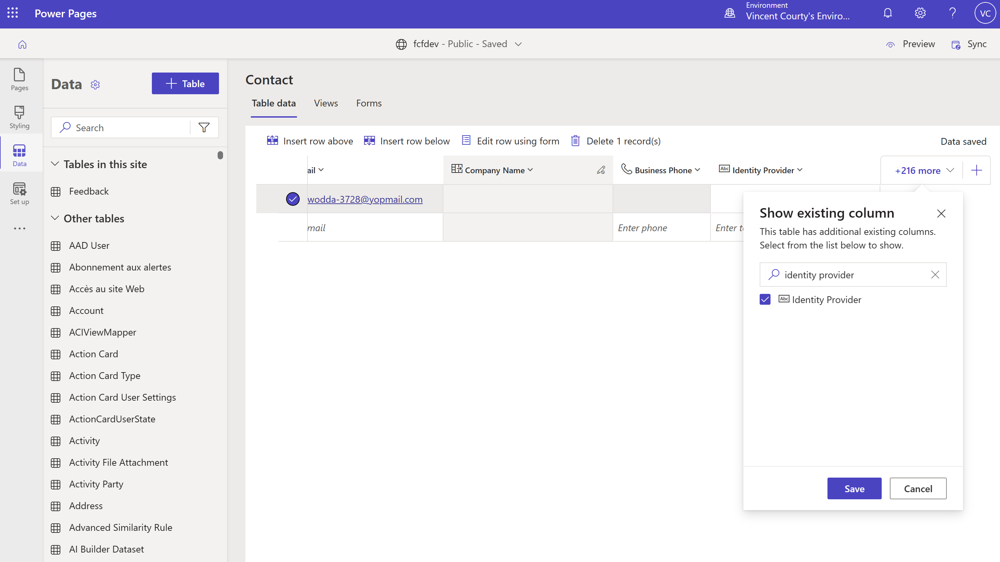 Power Pages
Environment
Vincent Courty's Enviro...
VC
fcfdev - Public - Saved
Preview
Sync
Pages
Styling
Data
Set up
Data
Table
Search
Tables in this site
Feedback
Other tables
AAD User
Abonnement aux alertes
Accès au site Web
Account
ACIViewMapper
Action Card
Action Card Type
Action Card User Settings
ActionCardUserState
Activity
Activity File Attachment
Activity Party
Address
Advanced Similarity Rule
AI Builder Dataset
Contact
Table data
Views
Forms
Insert row above
Insert row below
Edit row using form
Delete 1 record(s)
Data saved
ail
Company Name
Business Phone
Abc Identity Provider
+216 more
wodda-3728@yopmail.com
mail
Enter phone
Enter t
Show existing column
This table has additional existing columns.
Select from the list below to show.
identity provider
Abc Identity Provider
Save
Cancel